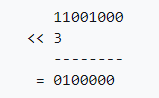 11001000
<< 3
--------
= 0100000